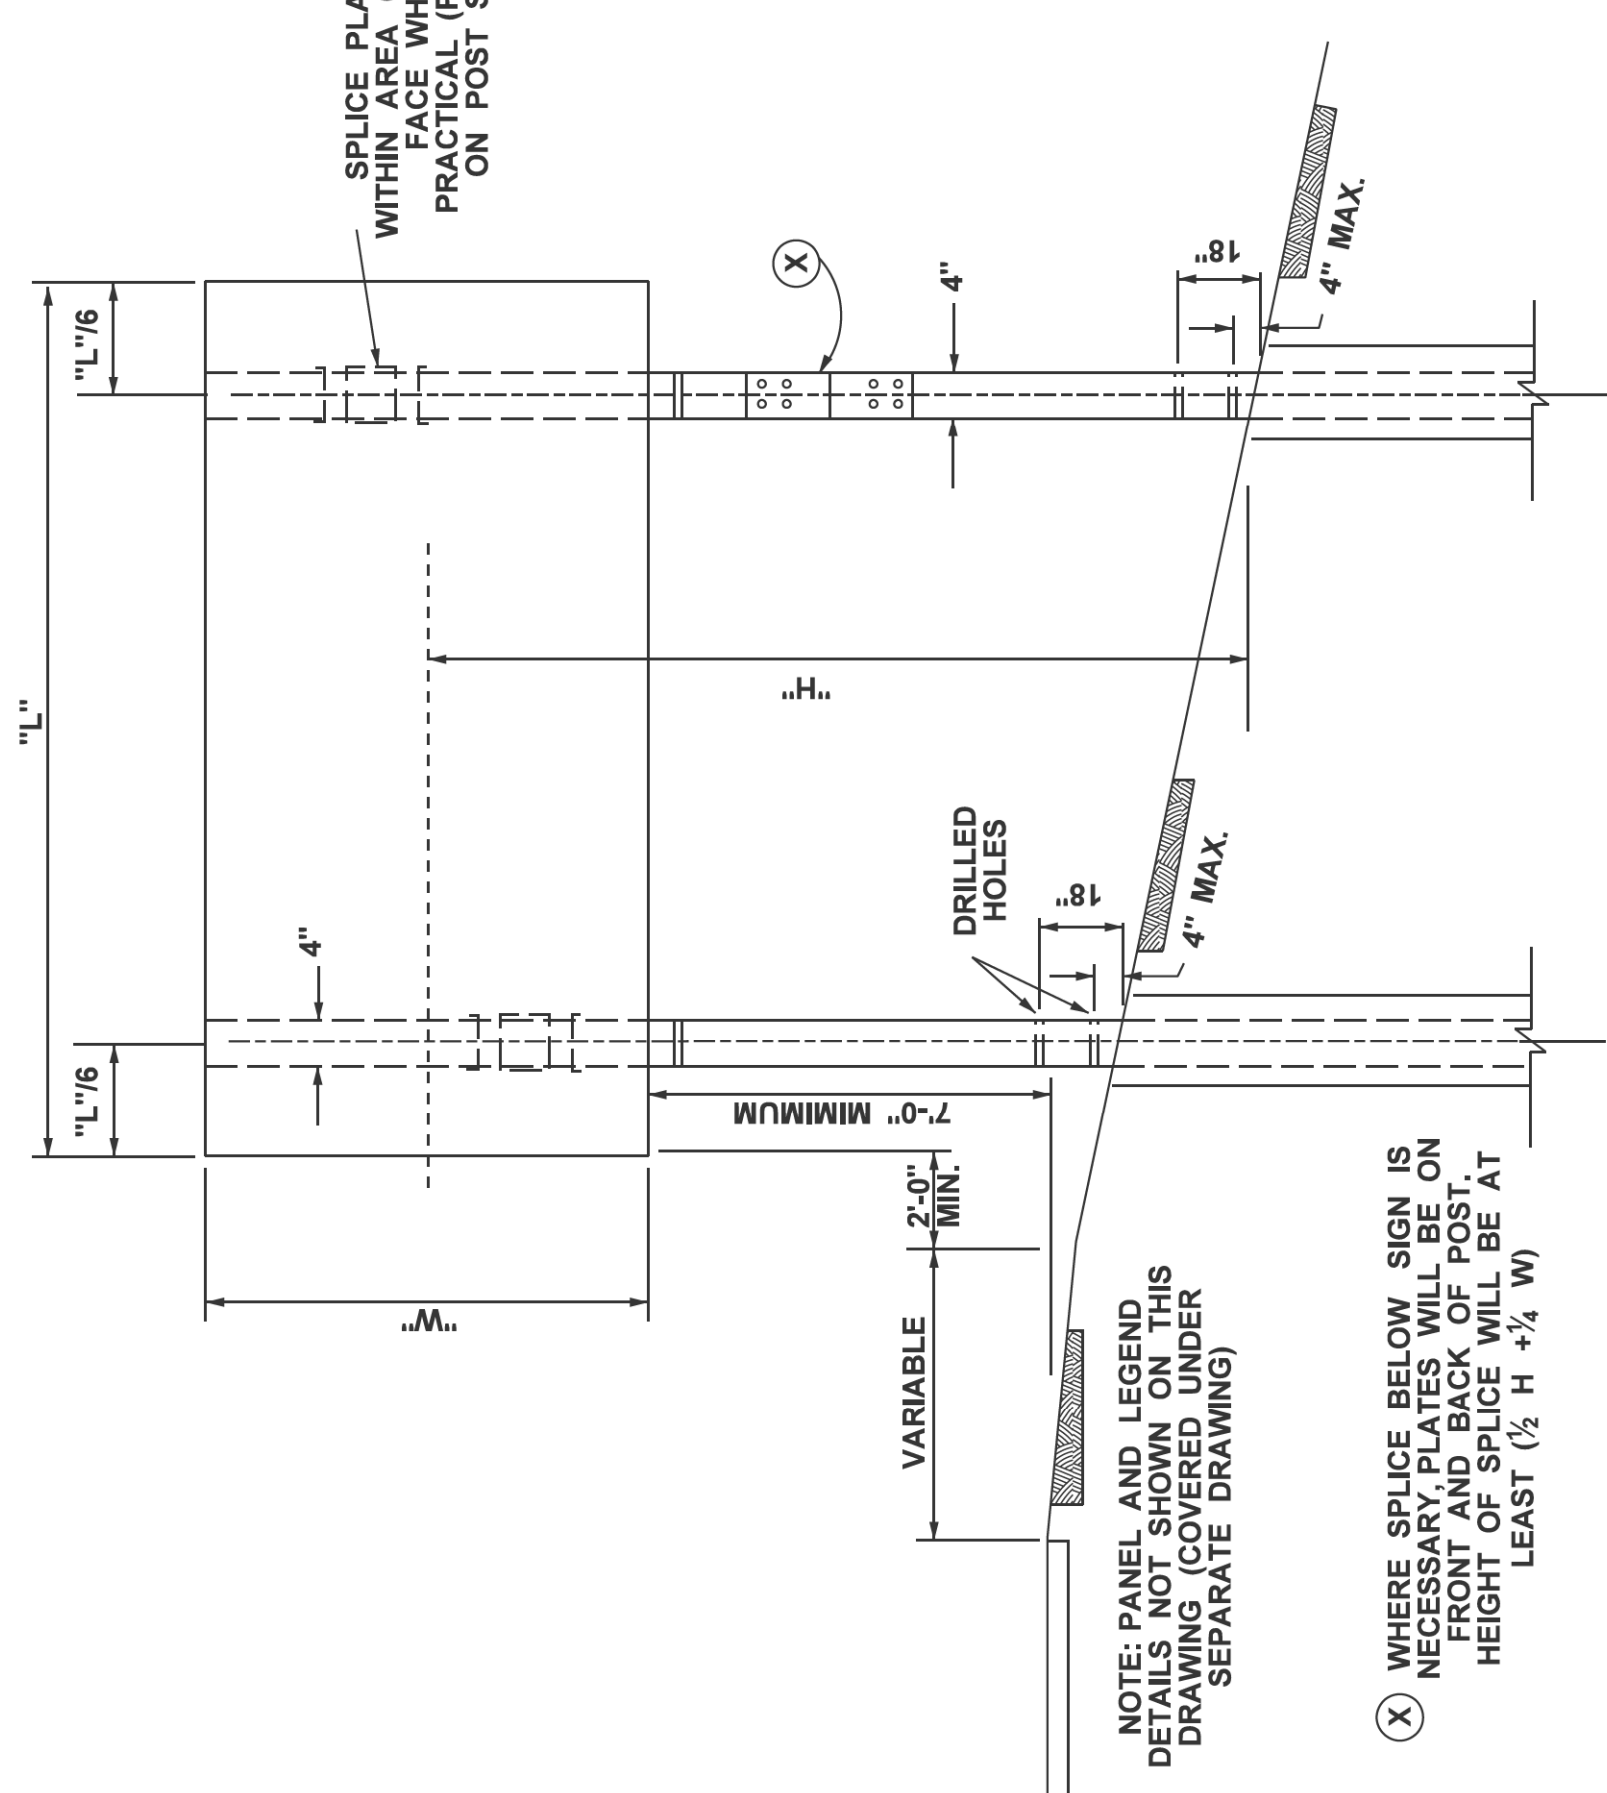 "L"
"L"/6
"L"/6
4"
SPLICE PLA
WITHIN AREA
FACE WH
PRACTICAL (
ON POST S
"W"
"H"
X
7'-0" MIMIMUM
2'-0"
MIN.
VARIABLE
4"
DRILLED
HOLES
18"
4" MAX.
18"
4" MAX.
NOTE: PANEL AND LEGEND
DETAILS NOT SHOWN ON THIS
DRAWING (COVERED UNDER
SEPARATE DRAWING)
X WHERE SPLICE BELOW SIGN IS
NECESSARY, PLATES WILL BE ON
FRONT AND BACK OF POST.
HEIGHT OF SPLICE WILL BE AT
LEAST (½ H +¼ W)